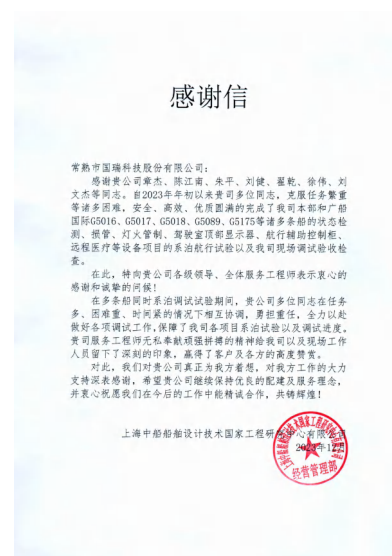 感谢信
常熟市国瑞科技股份有限公司：
感谢贵公司章杰、陈江南、朱平、刘健、翟乾、徐伟、刘
文杰等同志。自2023年年初以来贵司多位同志，克服任务繁重
等诸多困难，安全、高效、优质圆满的完成了我司本部和广船
国际G5016、G5017、G5018、G5089、G5175等诸多条船的状态检
测、损管、灯火管制、驾驶室顶部显示器、航行辅助控制柜、
远程医疗等设备项目的系泊航行试验以及我司现场调试验收检
查。
在此，特向贵公司各级领导、全体服务工程师表示衷心的
感谢和诚挚的问候！
在多条船同时系泊调试试验期间，贵公司多位同志在任务
多、困难重、时间紧的情况下相互协调，勇担重任，全力以赴
做好各项调试工作,保障了我司各项目系泊试验以及调试进度。
贵司服务工程师无私奉献顽强拼搏的精神给我司以及现场工作
人员留下了深刻的印象，赢得了客户及各方的高度赞赏。
对此，我们对贵公司真正为我方着想，对我方工作的大力
支持深表感谢，希望贵公司继续保持优良的配建及服务理念，
并衷心祝愿我们在今后的工作中能精诚合作，共铸辉煌！
上海中船船舶设计技术国家工程研究中心有限公司
2023年12月
经营管理部